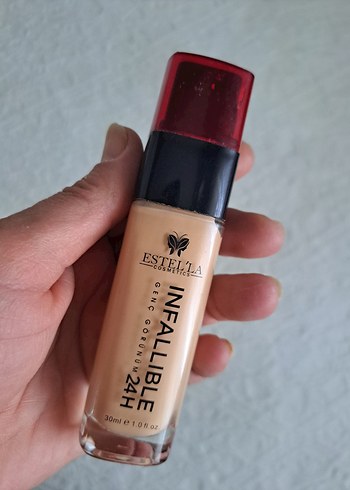 ESTELLA
COSMETICS
INFALLIBLE
GENÇ GÖRÜNÜM 24H
30ml e 1.0 fl oz